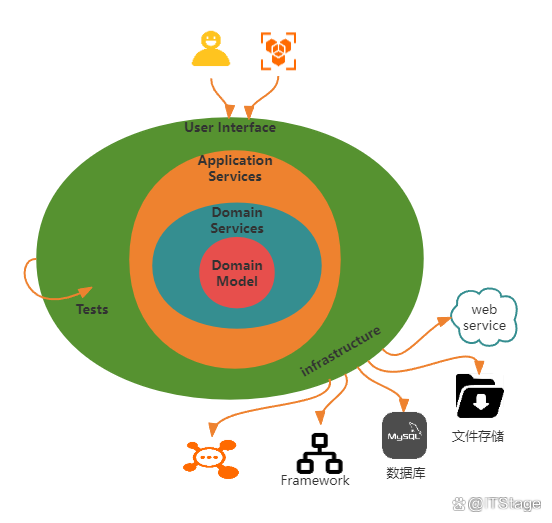 User Interface
Application
Services
Domain
Services
Domain
Model
Tests
infrastructure
web
service
MySQL
文件存储
数据库
Framework
@ITStage